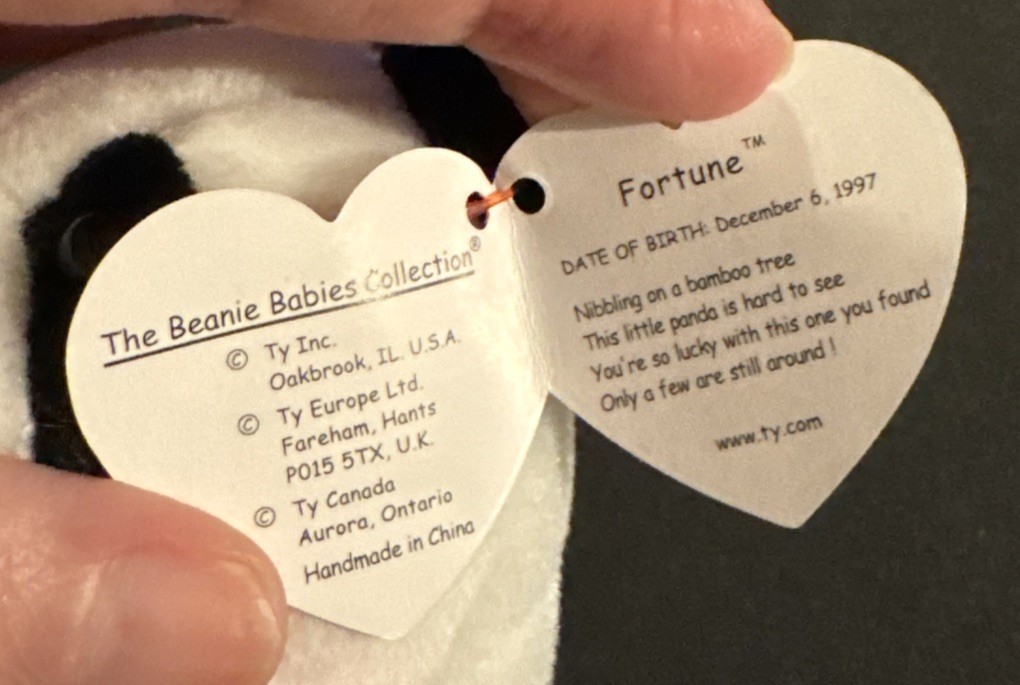 The Beanie Babies Collection®
© Ty Inc.
Oakbrook, IL. U.S.A.
© Ty Europe Ltd.
Fareham, Hants
PO15 5TX, U.K.
© Ty Canada
Aurora, Ontario
Handmade in China
Fortune™
DATE OF BIRTH: December 6, 1997
Nibbling on a bamboo tree
This little panda is hard to see
You're so lucky with this one you found
Only a few are still around !
www.ty.com